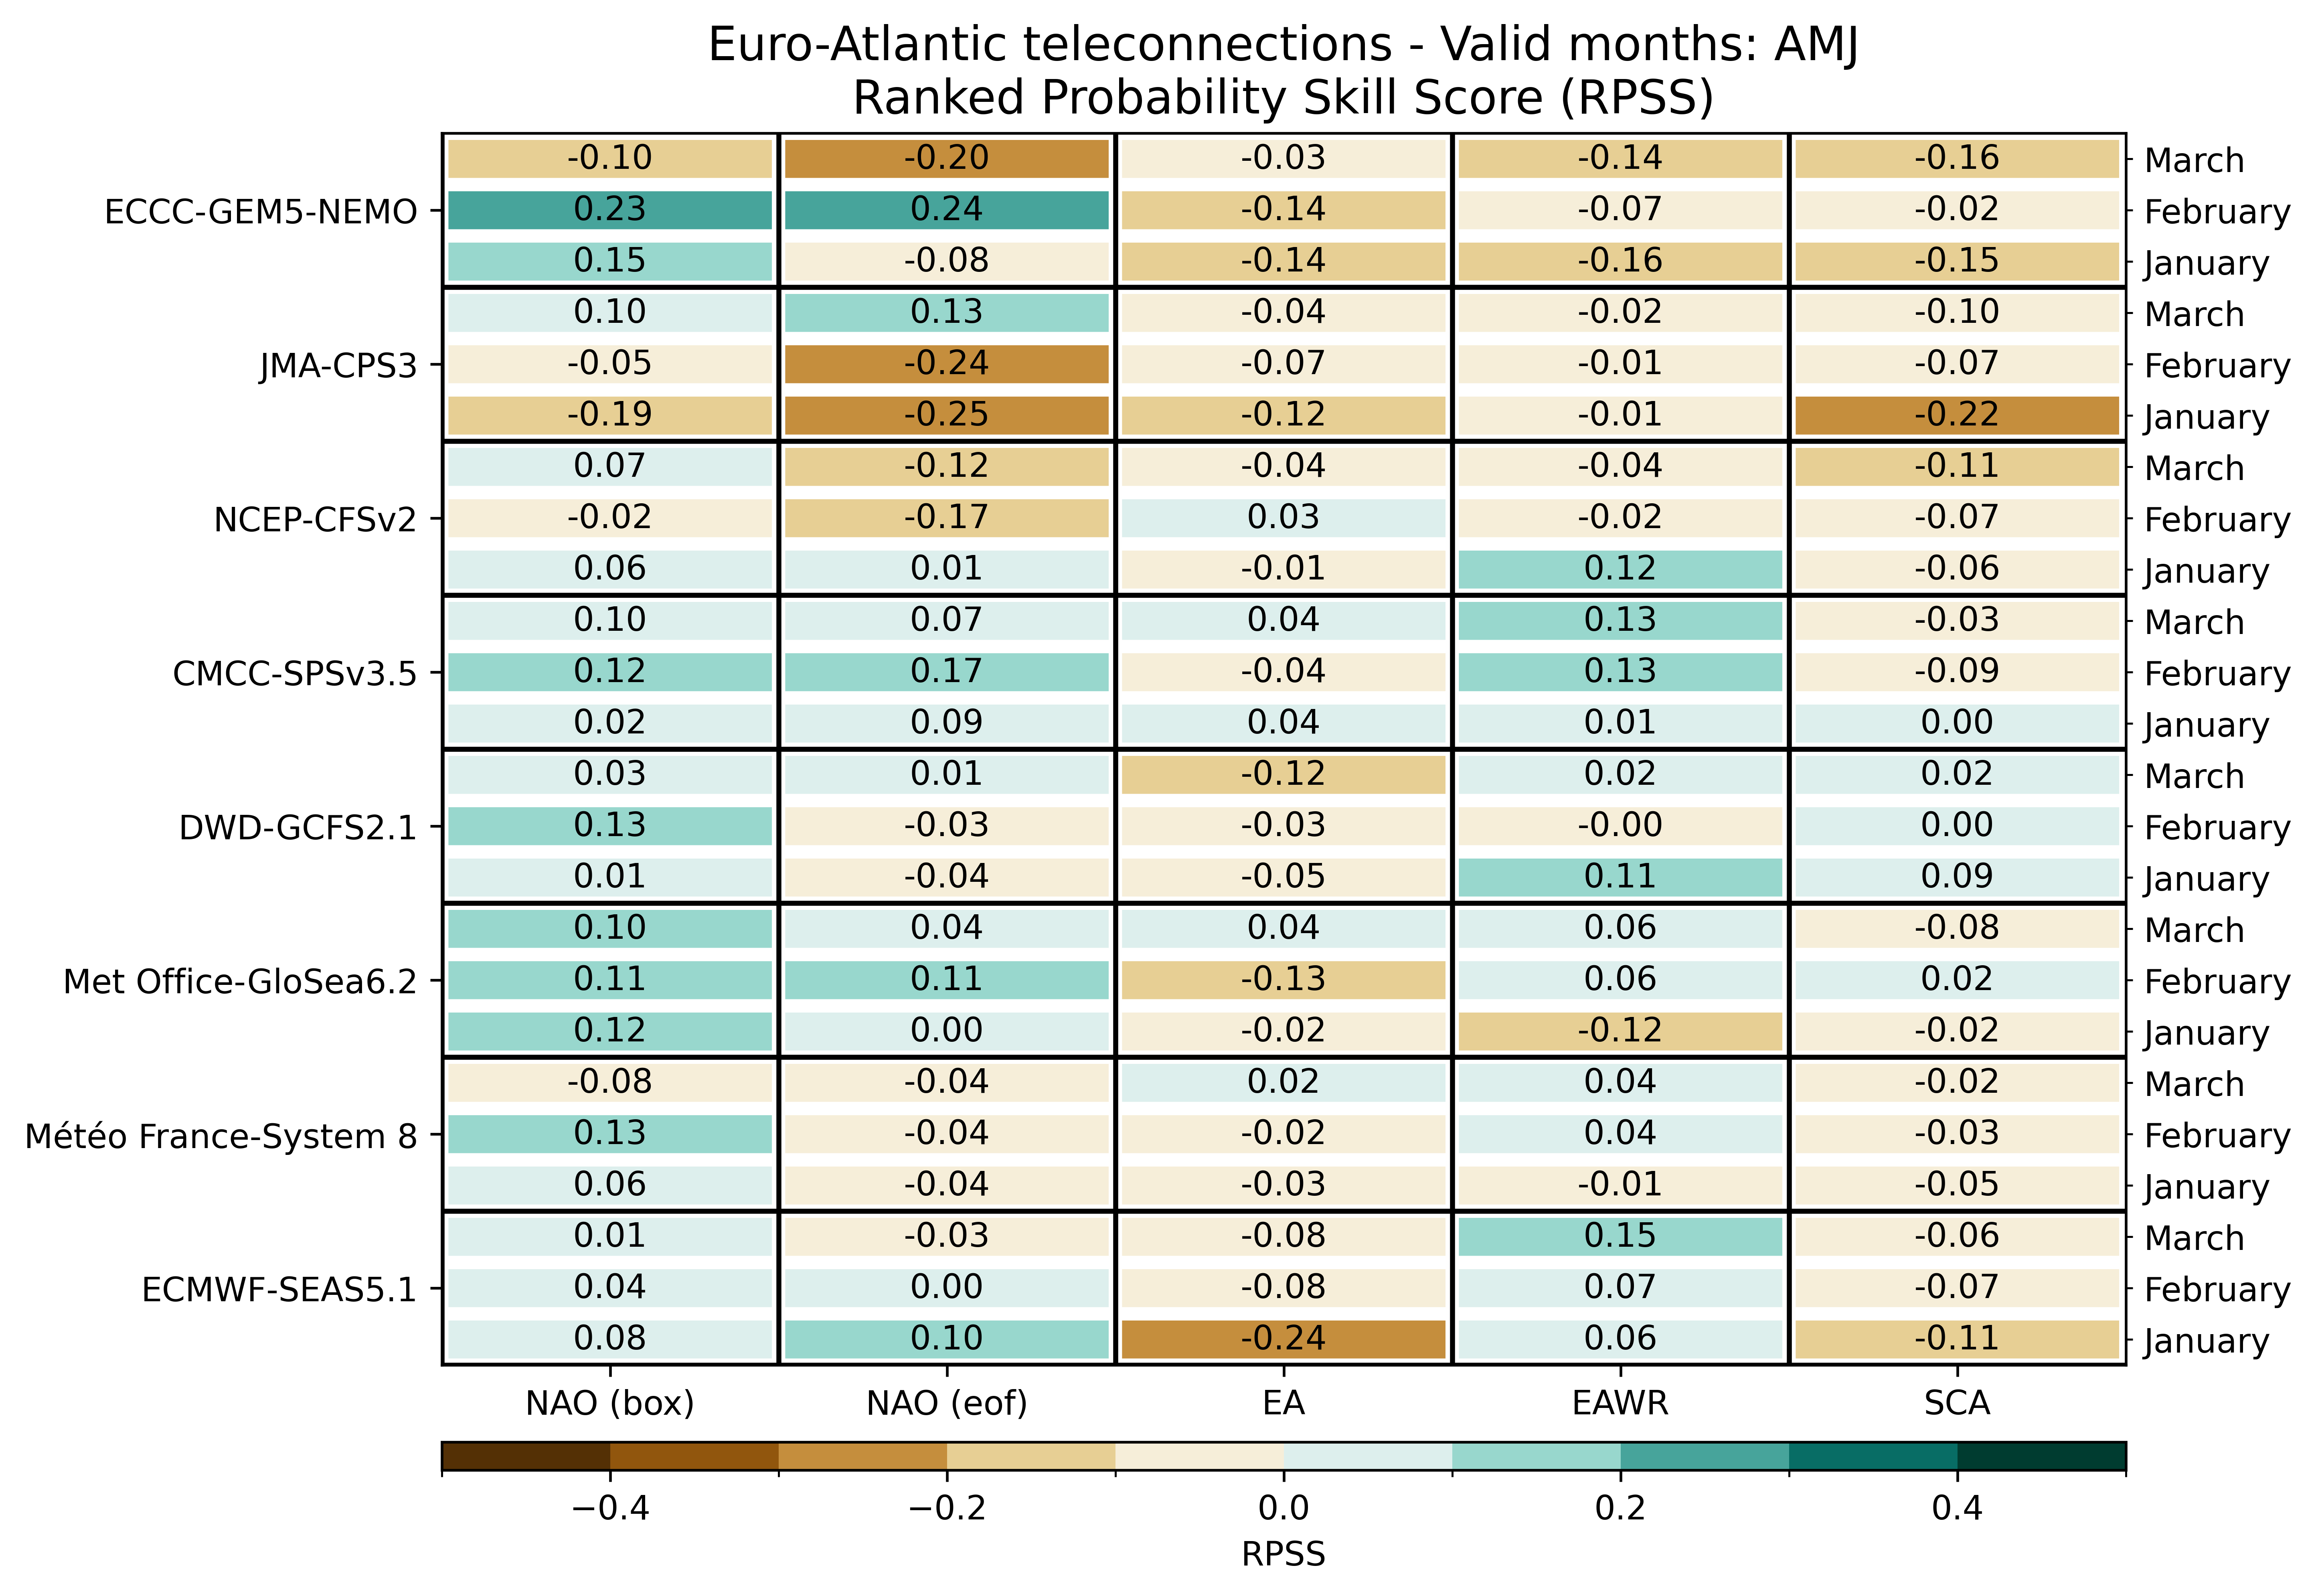 Euro-Atlantic teleconnections - Valid months: AMJ
Ranked Probability Skill Score (RPSS)
-0.10 -0.20 -0.03 -0.14 -0.16 March
ECCC-GEM5-NEMO 0.23 0.24 -0.14 -0.07 -0.02 February
0.15 -0.08 -0.14 -0.16 -0.15 January
0.10 0.13 -0.04 -0.02 -0.10 March
JMA-CPS3 -0.05 -0.24 -0.07 -0.01 -0.07 February
-0.19 -0.25 -0.12 -0.01 -0.22 January
0.07 -0.12 -0.04 -0.04 -0.11 March
NCEP-CFSv2 -0.02 -0.17 0.03 -0.02 -0.07 February
0.06 0.01 -0.01 0.12 -0.06 January
0.10 0.07 0.04 0.13 -0.03 March
CMCC-SPSv3.5 0.12 0.17 -0.04 0.13 -0.09 February
0.02 0.09 0.04 0.01 0.00 January
0.03 0.01 -0.12 0.02 0.02 March
DWD-GCFS2.1 0.13 -0.03 -0.03 -0.00 0.00 February
0.01 -0.04 -0.05 0.11 0.09 January
0.10 0.04 0.04 0.06 -0.08 March
Met Office-GloSea6.2 0.11 0.11 -0.13 0.06 0.02 February
0.12 0.00 -0.02 -0.12 -0.02 January
-0.08 -0.04 0.02 0.04 -0.02 March
Météo France-System 8 0.13 -0.04 -0.02 0.04 -0.03 February
0.06 -0.04 -0.03 -0.01 -0.05 January
0.01 -0.03 -0.08 0.15 -0.06 March
ECMWF-SEAS5.1 0.04 0.00 -0.08 0.07 -0.07 February
0.08 0.10 -0.24 0.06 -0.11 January
NAO (box) NAO (eof) EA EAWR SCA
−0.4 −0.2 0.0 0.2 0.4
RPSS